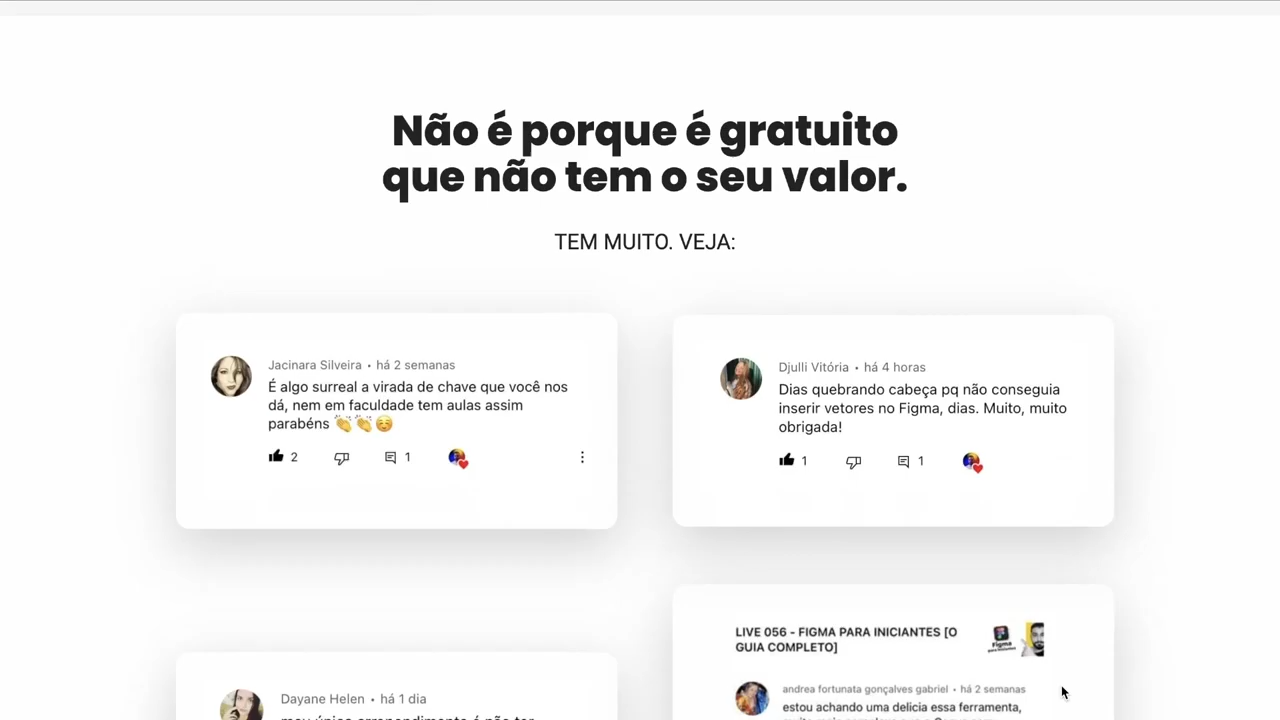 Não é porque é gratuito
que não tem o seu valor.
TEM MUITO. VEJA:
Jacinara Silveira • há 2 semanas
É algo surreal a virada de chave que você nos
dá, nem em faculdade tem aulas assim
parabéns 👏👏☺️
2 1
Djulli Vitória • há 4 horas
Dias quebrando cabeça pq não conseguia
inserir vetores no Figma, dias. Muito, muito
obrigada!
1 1
Dayane Helen • há 1 dia
LIVE 056 - FIGMA PARA INICIANTES [O
GUIA COMPLETO]
Figma
andrea fortunata gonçalves gabriel • há 2 semanas
estou achando uma delicia essa ferramenta,